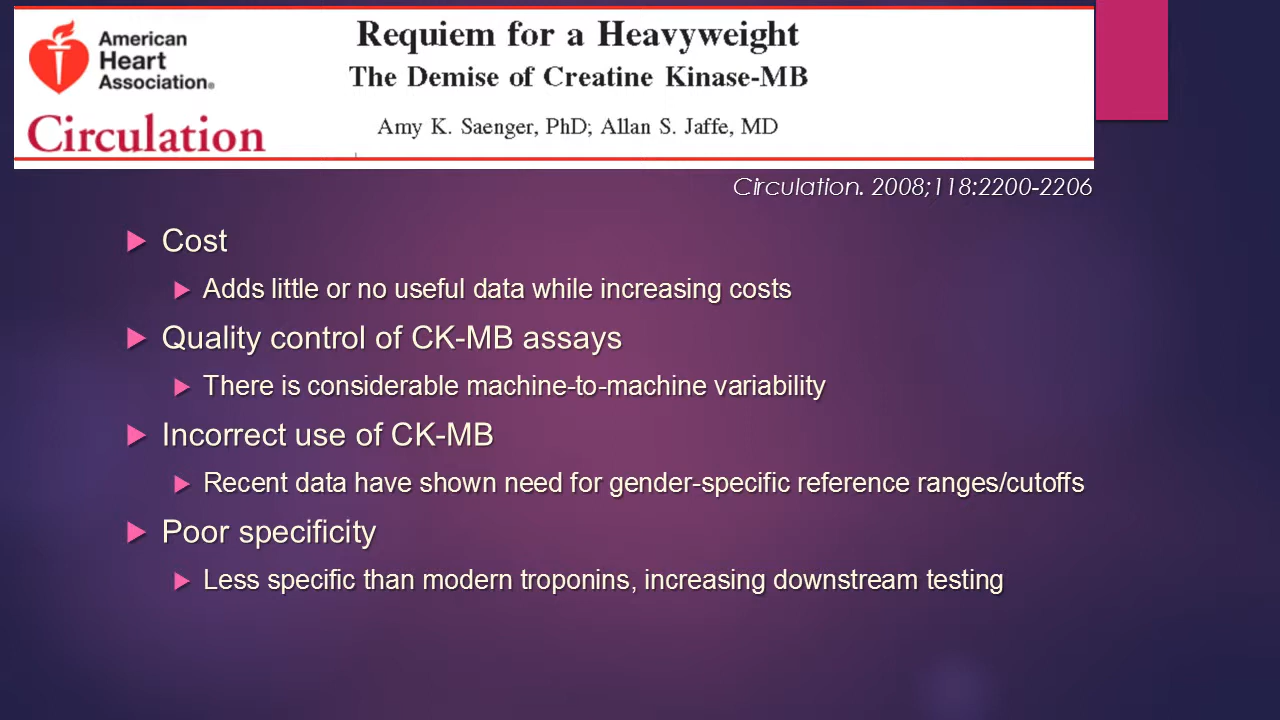 American
Heart
Association®
Circulation
Requiem for a Heavyweight
The Demise of Creatine Kinase-MB
Amy K. Saenger, PhD; Allan S. Jaffe, MD
Circulation. 2008;118:2200-2206
Cost
Adds little or no useful data while increasing costs
Quality control of CK-MB assays
There is considerable machine-to-machine variability
Incorrect use of CK-MB
Recent data have shown need for gender-specific reference ranges/cutoffs
Poor specificity
Less specific than modern troponins, increasing downstream testing